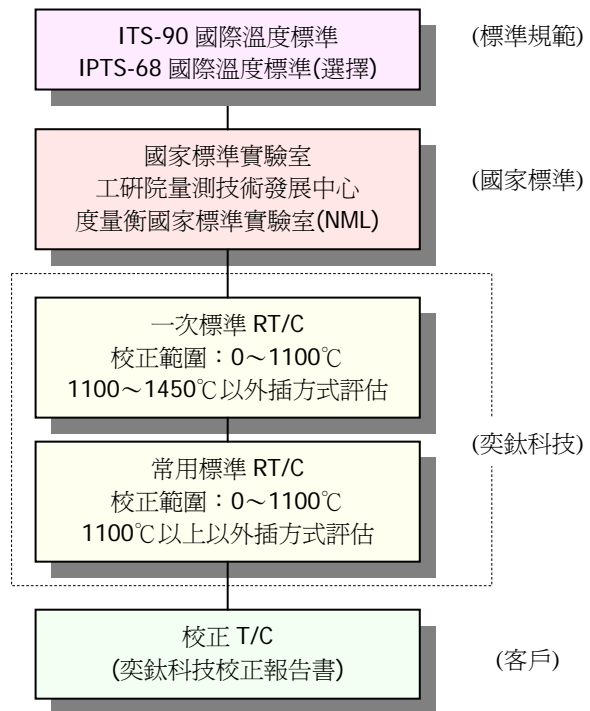 ITS-90 國際溫度標準
IPTS-68 國際溫度標準(選擇)
(標準規範)
國家標準實驗室
工研院量測技術發展中心
度量衡國家標準實驗室(NML)
(國家標準)
一次標準 RT/C
校正範圍：0～1100℃
1100～1450℃以外插方式評估
(奕鈦科技)
常用標準 RT/C
校正範圍：0～1100℃
1100℃以上以外插方式評估
校正 T/C
(奕鈦科技校正報告書)
(客戶)